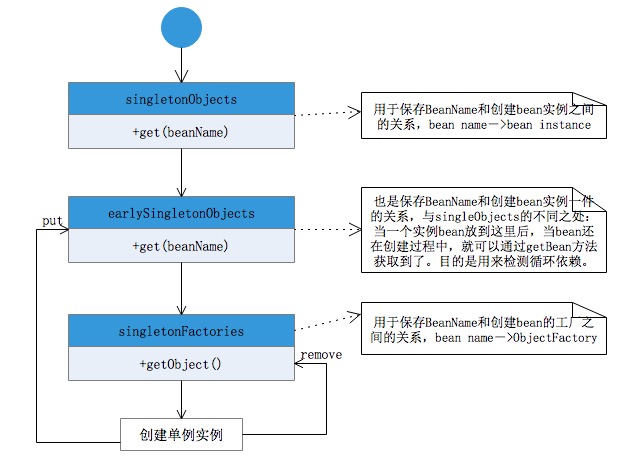 singletonObjects
+get(beanName)
用于保存BeanName和创建bean实例之间
的关系，bean name－>bean instance
earlySingletonObjects
+get(beanName)
也是保存BeanName和创建bean实例一件
的关系，与singleObjects的不同之处：
当一个实例bean放到这里后，当bean还
在创建过程中，就可以通过getBean方法
获取到了。目的是用来检测循环依赖。
put
singletonFactories
+getObject()
用于保存BeanName和创建bean的工厂之
间的关系，bean name－>ObjectFactory
remove
创建单例实例